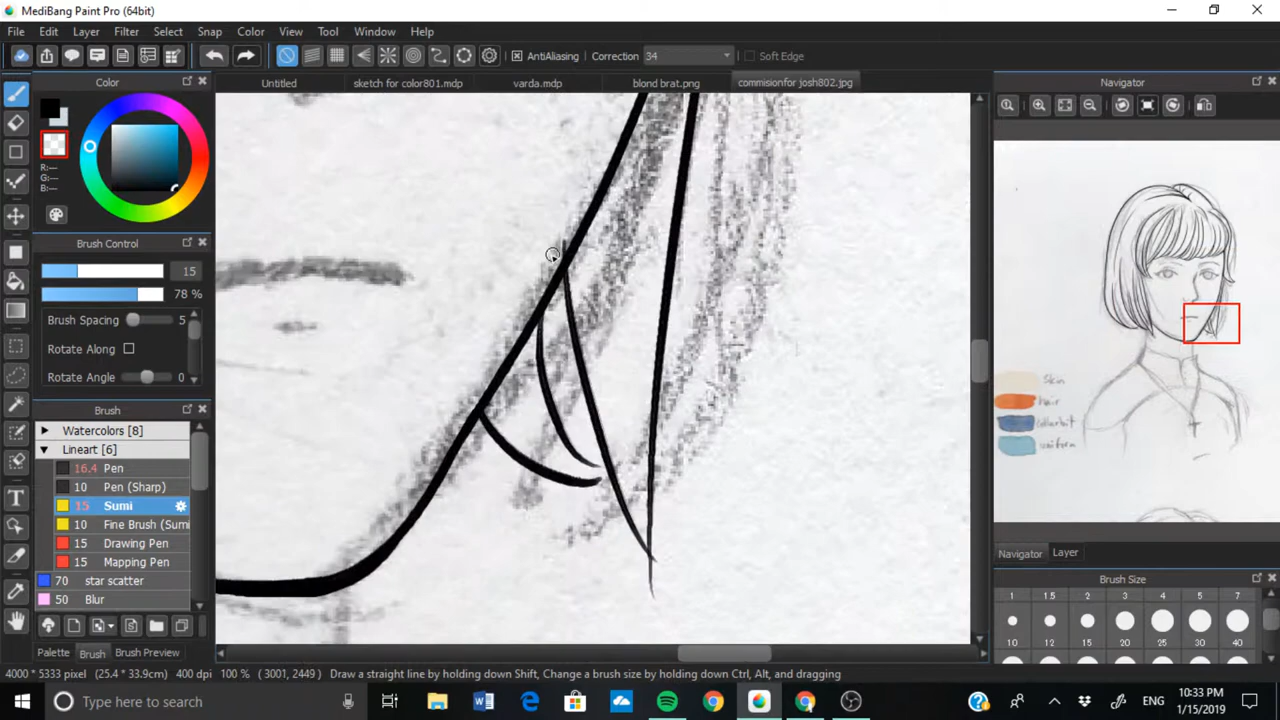 MediBang Paint Pro (64bit)
File Edit Layer Filter Select Snap Color View Tool Window Help
AntiAliasing Correction 34 Soft Edge
Color
Untitled sketch for color801.mdp varda.mdp blond brat.png commisionfor josh802.jpg
Navigator
R:---
G:---
B:---
Brush Control
15
78 %
Brush Spacing 5
Rotate Along
Rotate Angle 0
Brush
Watercolors [8]
Lineart [6]
16.4 Pen
10 Pen (Sharp)
15 Sumi
10 Fine Brush (Sumi
15 Drawing Pen
15 Mapping Pen
70 star scatter
50 Blur
Palette Brush Brush Preview
Skin
hair
uniform
Navigator Layer
Brush Size
1 1.5 2 3 4 5 7
10 12 15 20 25 30 40
4000 * 5333 pixel (25.4 * 33.9cm) 400 dpi 100 % (3001, 2449) Draw a straight line by holding down Shift, Change a brush size by holding down Ctrl, Alt, and dragging
Type here to search
ENG
10:33 PM
1/15/2019